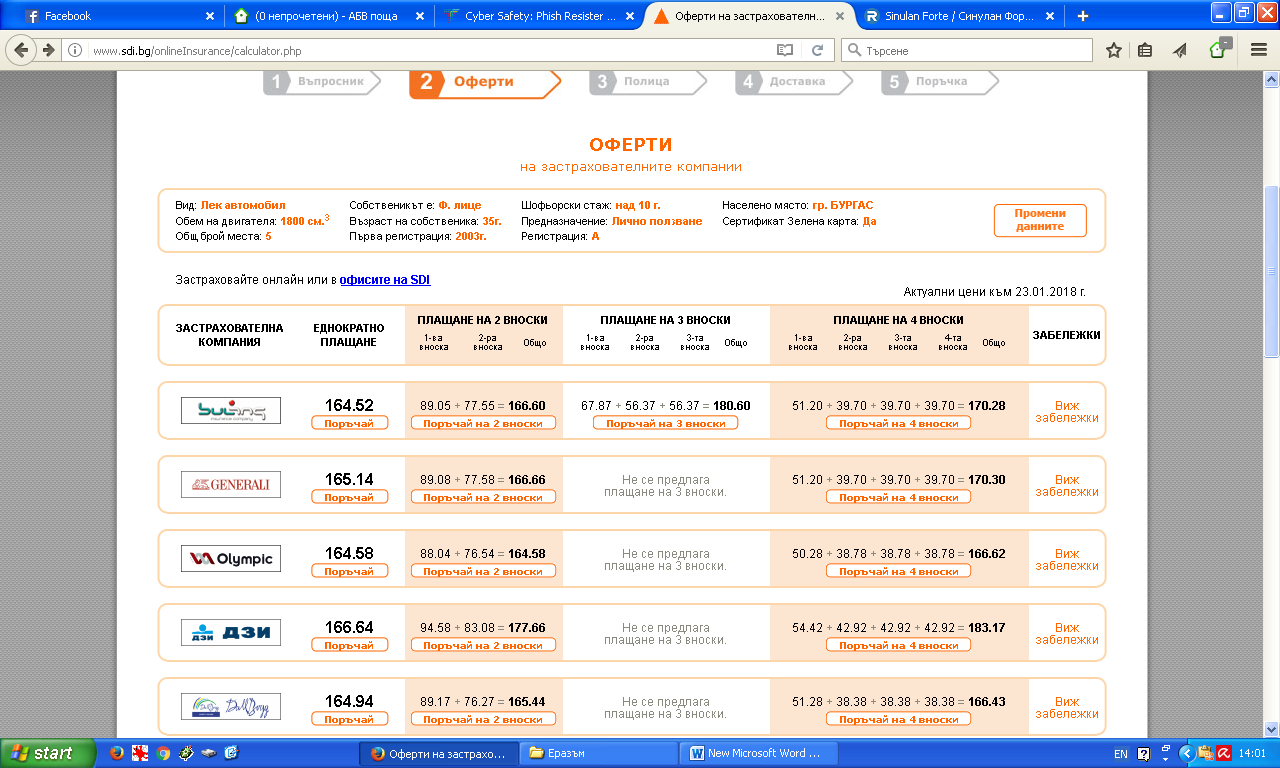 Facebook
(0 непрочетени) - АБВ поща
Cyber Safety: Phish Resister ...
Оферти на застрахователн...
Sinulan Forte / Синулан Фор...
www.sdi.bg/onlineInsurance/calculator.php
Търсене
1 Въпросник 2 Оферти 3 Полица 4 Доставка 5 Поръчка
ОФЕРТИ
на застрахователните компании
Вид: Лек автомобил Собственикът е: Ф. лице Шофьорски стаж: над 10 г. Населено място: гр. БУРГАС
Обем на двигателя: 1800 см.3 Възраст на собственика: 35г. Предназначение: Лично ползване Сертификат Зелена карта: Да
Общ брой места: 5 Първа регистрация: 2003г. Регистрация: А
Промени
данните
Застраховайте онлайн или в офисите на SDI
Актуални цени към 23.01.2018 г.
ЗАСТРАХОВАТЕЛНА
КОМПАНИЯ
ЕДНОКРАТНО
ПЛАЩАНЕ
ПЛАЩАНЕ НА 2 ВНОСКИ
1-ва
вноска
2-ра
вноска
Общо
ПЛАЩАНЕ НА 3 ВНОСКИ
1-ва
вноска
2-ра
вноска
3-та
вноска
Общо
ПЛАЩАНЕ НА 4 ВНОСКИ
1-ва
вноска
2-ра
вноска
3-та
вноска
4-та
вноска
Общо
ЗАБЕЛЕЖКИ
bulins
insurance company
164.52
Поръчай
89.05 + 77.55 = 166.60
Поръчай на 2 вноски
67.87 + 56.37 + 56.37 = 180.60
Поръчай на 3 вноски
51.20 + 39.70 + 39.70 + 39.70 = 170.28
Поръчай на 4 вноски
Виж
забележки
GENERALI
165.14
Поръчай
89.08 + 77.58 = 166.66
Поръчай на 2 вноски
Не се предлага
плащане на 3 вноски.
51.20 + 39.70 + 39.70 + 39.70 = 170.30
Поръчай на 4 вноски
Виж
забележки
Olympic
164.58
Поръчай
88.04 + 76.54 = 164.58
Поръчай на 2 вноски
Не се предлага
плащане на 3 вноски.
50.28 + 38.78 + 38.78 + 38.78 = 166.62
Поръчай на 4 вноски
Виж
забележки
ДЗИ ДЗИ
166.64
Поръчай
94.58 + 83.08 = 177.66
Поръчай на 2 вноски
Не се предлага
плащане на 3 вноски.
54.42 + 42.92 + 42.92 + 42.92 = 183.17
Поръчай на 4 вноски
Виж
забележки
164.94
Поръчай
89.17 + 76.27 = 165.44
Поръчай на 2 вноски
Не се предлага
плащане на 3 вноски.
51.28 + 38.38 + 38.38 + 38.38 = 166.43
Поръчай на 4 вноски
Виж
забележки
start
Оферти на застрахо...
Еразъм
New Microsoft Word ...
EN
14:01